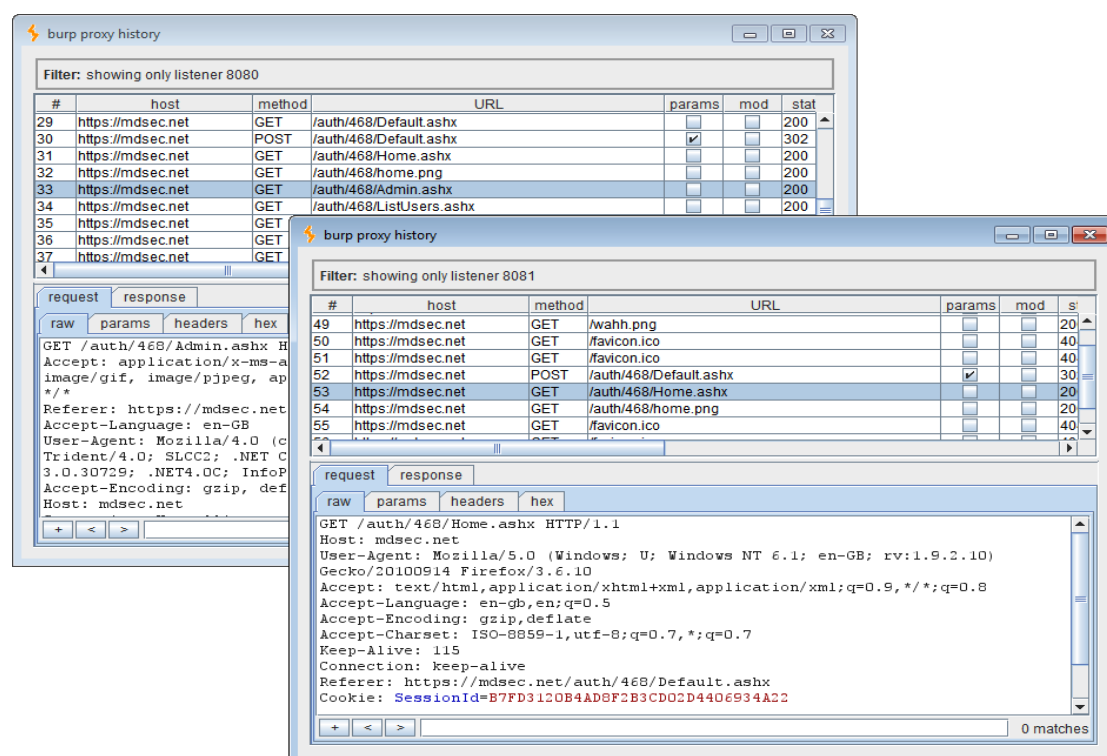 burp proxy history
Filter: showing only listener 8080
# host method URL params mod stat
29 https://mdsec.net GET /auth/468/Default.ashx 200
30 https://mdsec.net POST /auth/468/Default.ashx 302
31 https://mdsec.net GET /auth/468/Home.ashx 200
32 https://mdsec.net GET /auth/468/home.png 200
33 https://mdsec.net GET /auth/468/Admin.ashx 200
34 https://mdsec.net GET /auth/468/ListUsers.ashx 200
35 https://mdsec.net GET
36 https://mdsec.net GET
37 https://mdsec.net GET
request response
raw params headers hex
GET /auth/468/Admin.ashx H
Accept: application/x-ms-a
image/gif, image/pjpeg, ap
*/*
Referer: https://mdsec.net
Accept-Language: en-GB
User-Agent: Mozilla/4.0 (c
Trident/4.0; SLCC2; .NET C
3.0.30729; .NET4.0C; InfoP
Accept-Encoding: gzip, def
Host: mdsec.net
+ < >
burp proxy history
Filter: showing only listener 8081
# host method URL params mod s
49 https://mdsec.net GET /wahh.png 20
50 https://mdsec.net GET /favicon.ico 40
51 https://mdsec.net GET /favicon.ico 40
52 https://mdsec.net POST /auth/468/Default.ashx 30
53 https://mdsec.net GET /auth/468/Home.ashx 20
54 https://mdsec.net GET /auth/468/home.png 20
55 https://mdsec.net GET /favicon.ico 40
request response
raw params headers hex
GET /auth/468/Home.ashx HTTP/1.1
Host: mdsec.net
User-Agent: Mozilla/5.0 (Windows; U; Windows NT 6.1; en-GB; rv:1.9.2.10)
Gecko/20100914 Firefox/3.6.10
Accept: text/html,application/xhtml+xml,application/xml;q=0.9,*/*;q=0.8
Accept-Language: en-gb,en;q=0.5
Accept-Encoding: gzip,deflate
Accept-Charset: ISO-8859-1,utf-8;q=0.7,*;q=0.7
Keep-Alive: 115
Connection: keep-alive
Referer: https://mdsec.net/auth/468/Default.ashx
Cookie: SessionId=B7FD3120B4AD8F2B3CD02D4406934A22
+ < > 0 matches